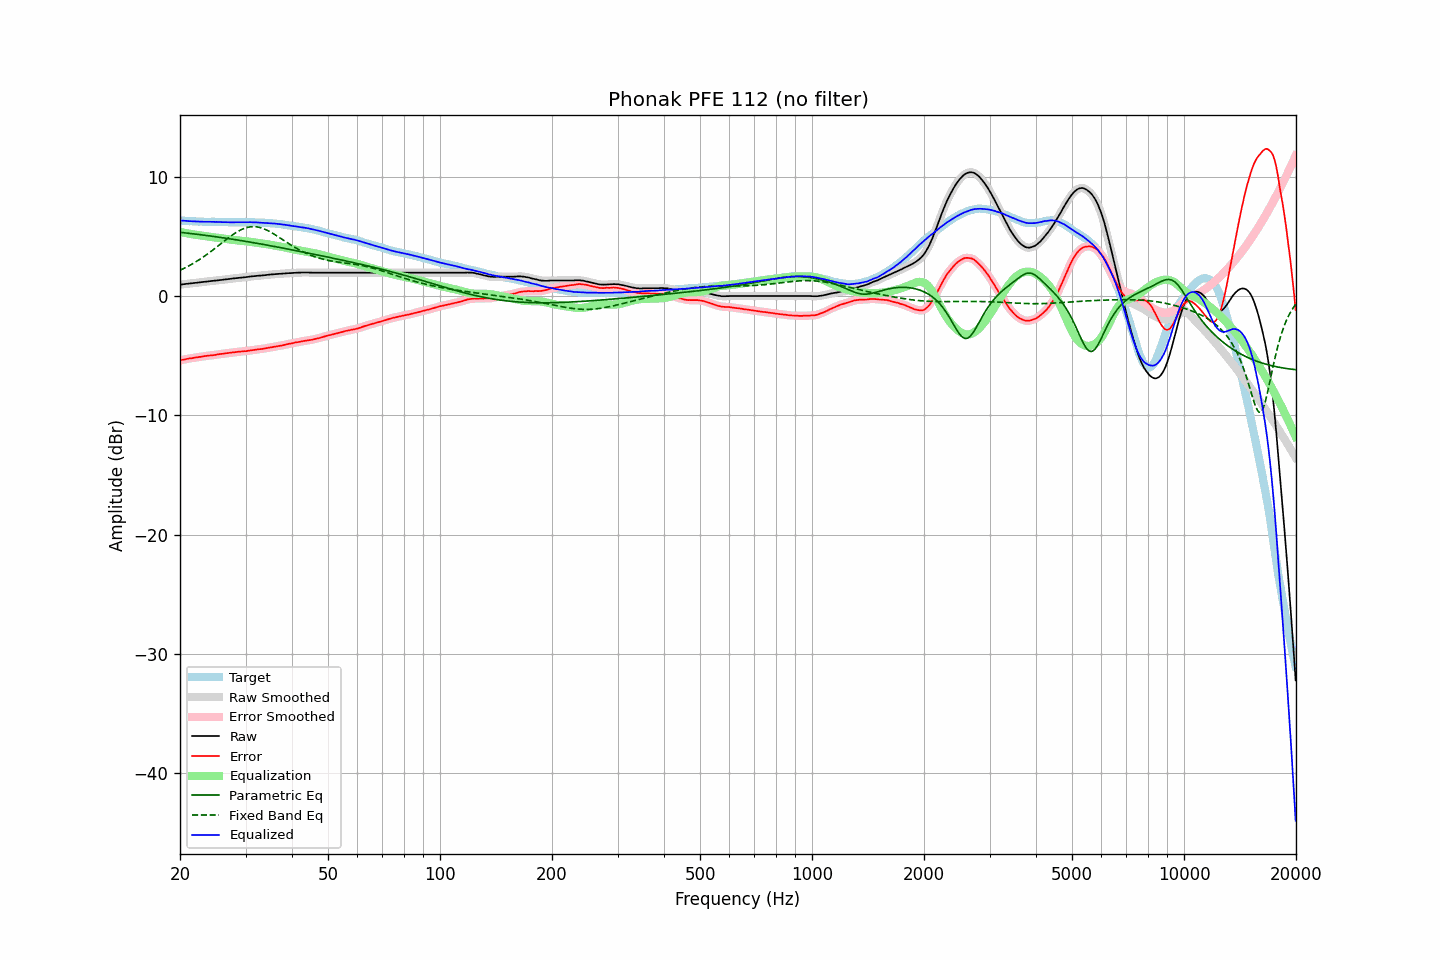 Phonak PFE 112 (no filter)
Amplitude (dBr)
10
0
−10
−20
−30
−40
Target
Raw Smoothed
Error Smoothed
Raw
Error
Equalization
Parametric Eq
Fixed Band Eq
Equalized
20 50 100 200 500 1000 2000 5000 10000 20000
Frequency (Hz)